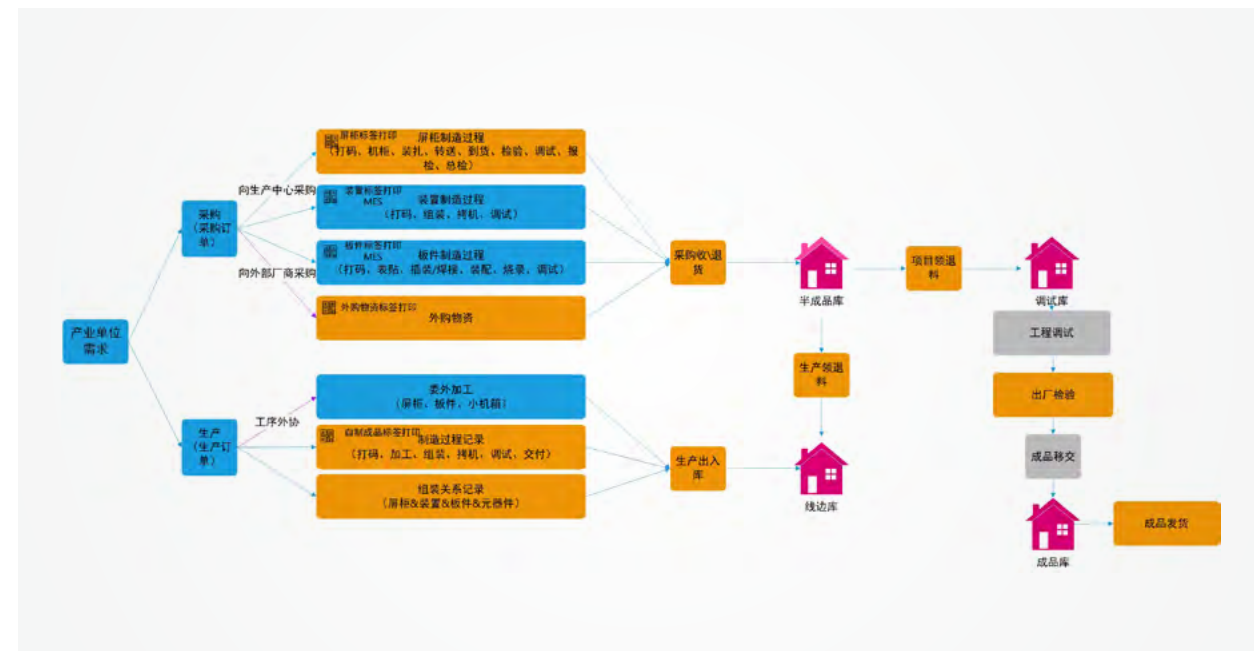 屏柜标签打印
屏柜制造过程
（打码、机柜、装扎、转送、到货、检验、调试、报
检、总检）
向生产中心采购
装置标签打印
MES
装置制造过程
（打码、组装、拷机、调试）
采购
（采购订
单）
板件标签打印
MES
板件制造过程
（打码、表贴、插装/焊接、装配、烧录、调试）
向外部厂商采购
外购物资标签打印
外购物资
采购收\退
货
半成品库
项目领退
料
调试库
产业单位
需求
工程调试
生产领退
料
委外加工
（屏柜、板件、小机箱）
出厂检验
工序外协
生产
（生产订
单）
自制成品标签打印
制造过程记录
（打码、加工、组装、拷机、调试、交付）
生产出入
库
成品移交
组装关系记录
（屏柜&装置&板件&元器件）
线边库
成品发货
成品库